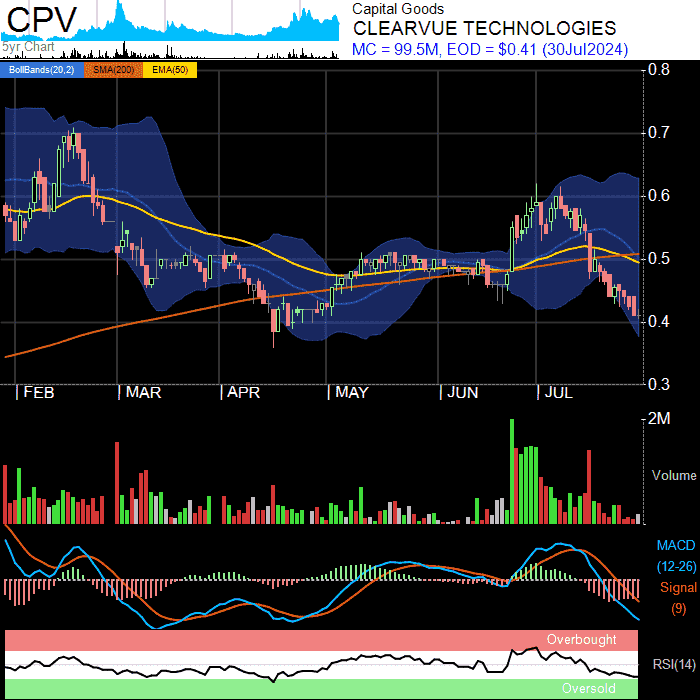 CPV
5yr Chart
Capital Goods
CLEARVUE TECHNOLOGIES
MC = 99.5M, EOD = $0.41 (30Jul2024)
BollBands(20,2) SMA(200) EMA(50)
0.8
0.7
0.6
0.5
0.4
0.3
FEB MAR APR MAY JUN JUL
2M
Volume
MACD
(12-26)
Signal
(9)
Overbought
RSI(14)
Oversold